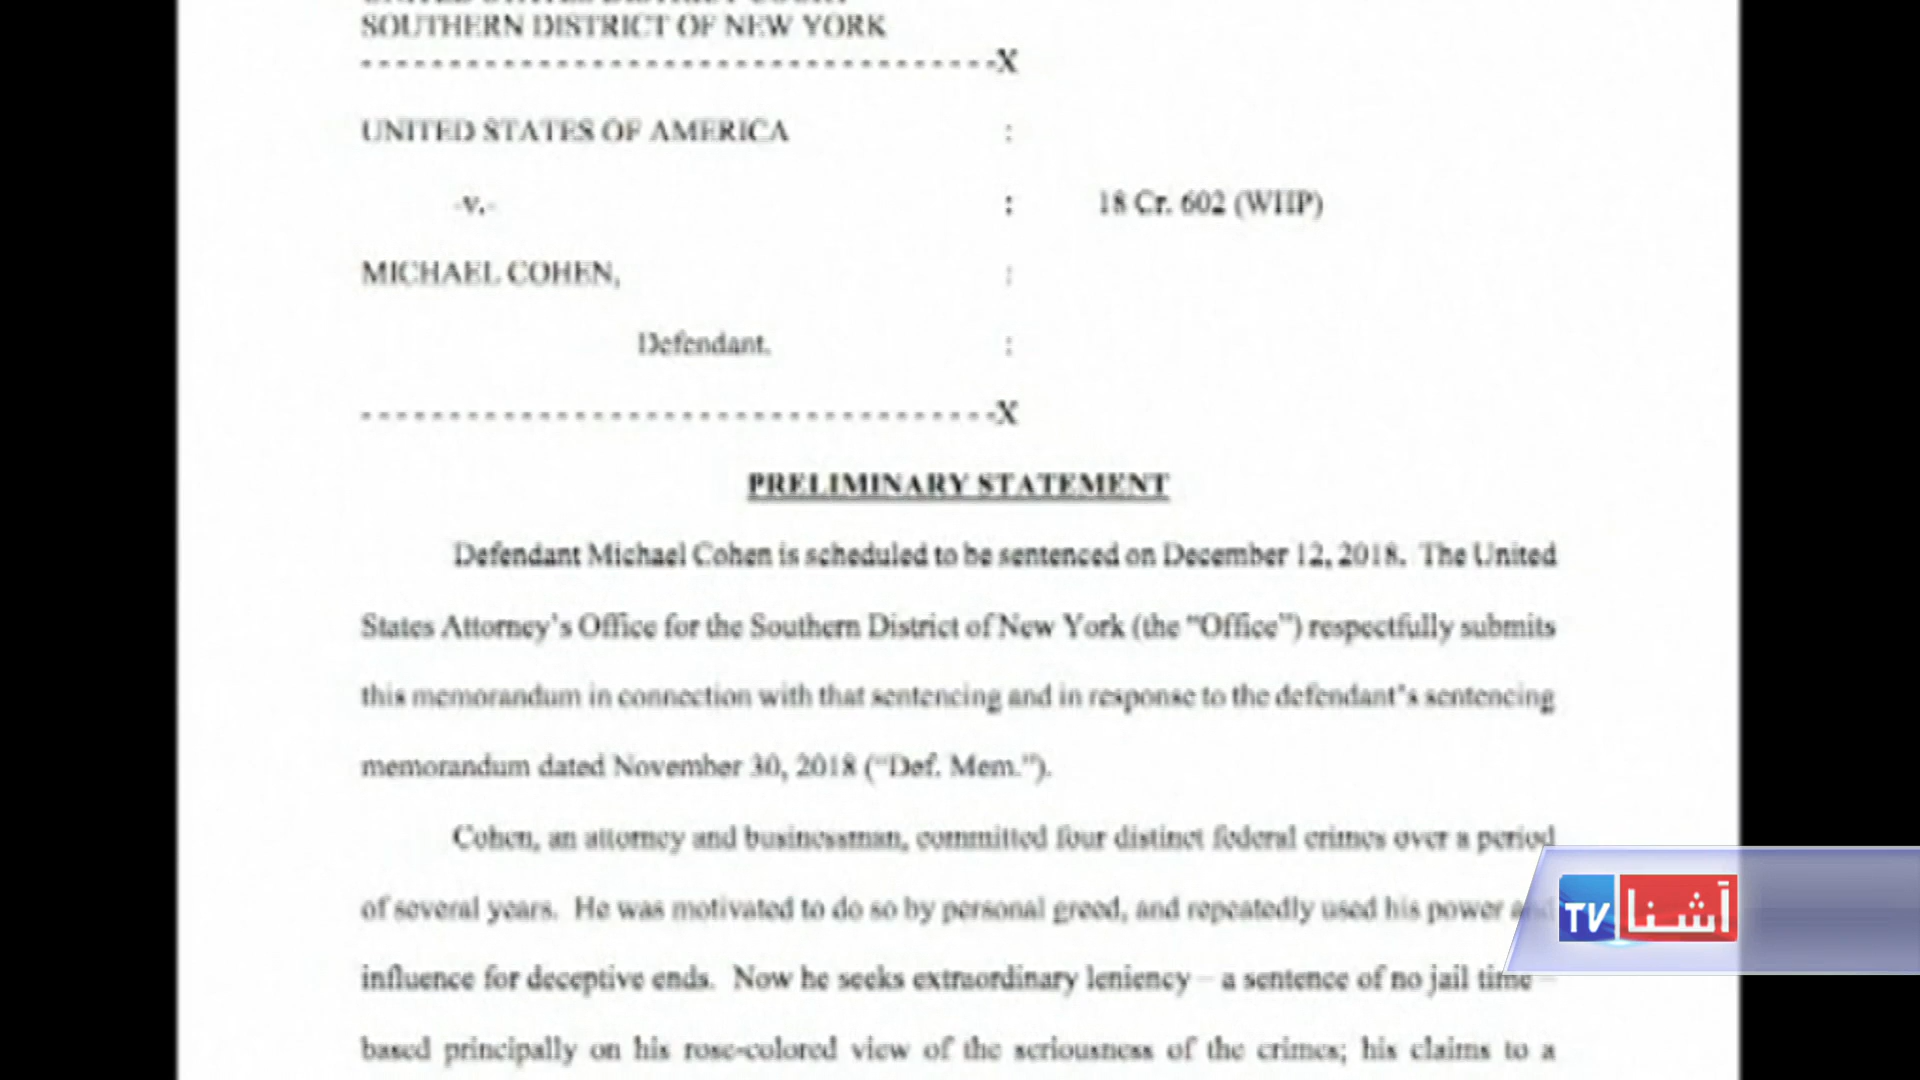 SOUTHERN DISTRICT OF NEW YORK
-----------------------------------X
UNITED STATES OF AMERICA :
-v.- : 18 Cr. 602 (WHP)
MICHAEL COHEN, :
Defendant. :
-----------------------------------X
PRELIMINARY STATEMENT
Defendant Michael Cohen is scheduled to be sentenced on December 12, 2018. The United
States Attorney’s Office for the Southern District of New York (the “Office”) respectfully submits
this memorandum in connection with that sentencing and in response to the defendant’s sentencing
memorandum dated November 30, 2018 (“Def. Mem.”).
Cohen, an attorney and businessman, committed four distinct federal crimes over a period
of several years. He was motivated to do so by personal greed, and repeatedly used his power and
influence for deceptive ends. Now he seeks extraordinary leniency – a sentence of no jail time –
based principally on his rose-colored view of the seriousness of the crimes; his claims to a
TV آشنا